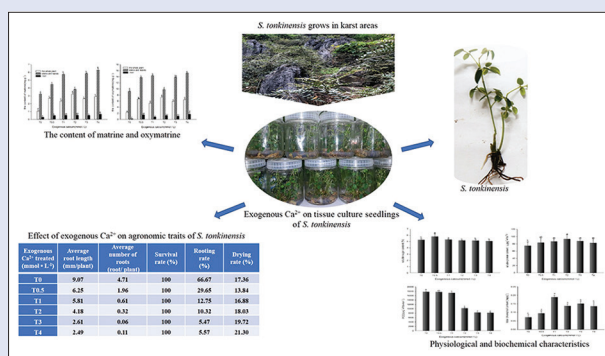 S. tonkinensis grows in karst areas
The content of matrine and oxymatrine
S. tonkinensis
Exogenous Ca²⁺ on tissue culture seedlings
of S. tonkinensis
Effect of exogenous Ca²⁺ on agronomic traits of S. tonkinensis
Exogenous Ca²⁺ treated (mmol · L⁻¹) Average root length (mm/plant) Average number of roots (root/ plant) Survival rate (%) Rooting rate (%) Drying rate (%)
T0 9.07 4.71 100 66.67 17.36
T0.5 6.25 1.96 100 29.65 13.84
T1 5.81 0.61 100 12.75 16.88
T2 4.18 0.32 100 10.32 18.03
T3 2.61 0.06 100 5.47 19.72
T4 2.49 0.11 100 5.57 21.30
Physiological and biochemical characteristics